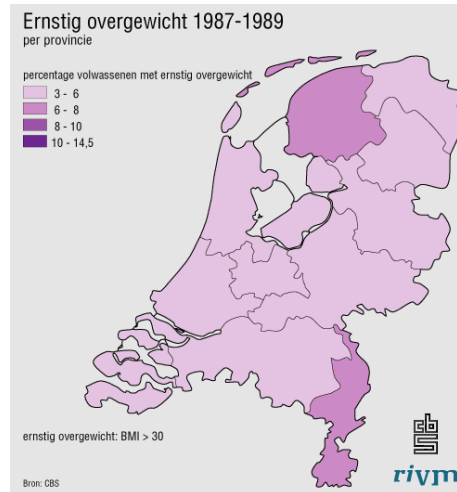 Ernstig overgewicht 1987-1989
per provincie
percentage volwassenen met ernstig overgewicht
3 - 6
6 - 8
8 - 10
10 - 14,5
ernstig overgewicht: BMI > 30
cbs
Bron: CBS
rivm